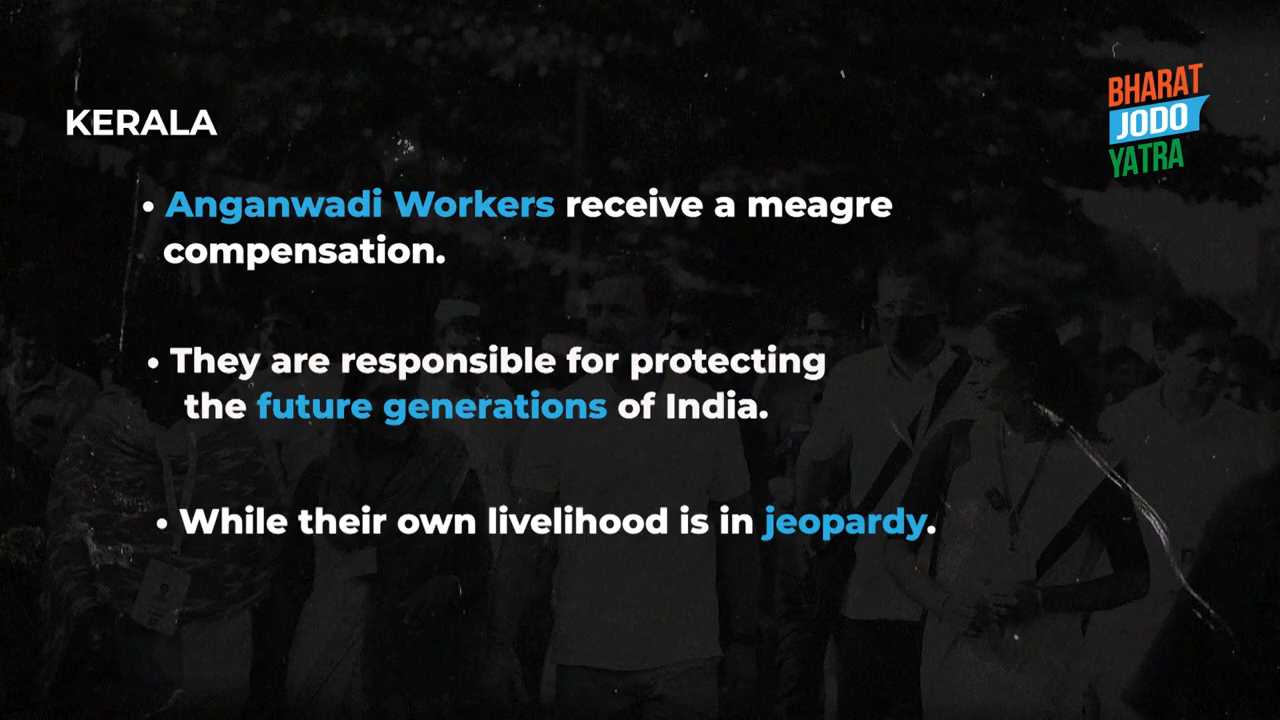 KERALA
BHARAT
JODO
YATRA
• Anganwadi Workers receive a meagre
compensation.
• They are responsible for protecting
the future generations of India.
• While their own livelihood is in jeopardy.